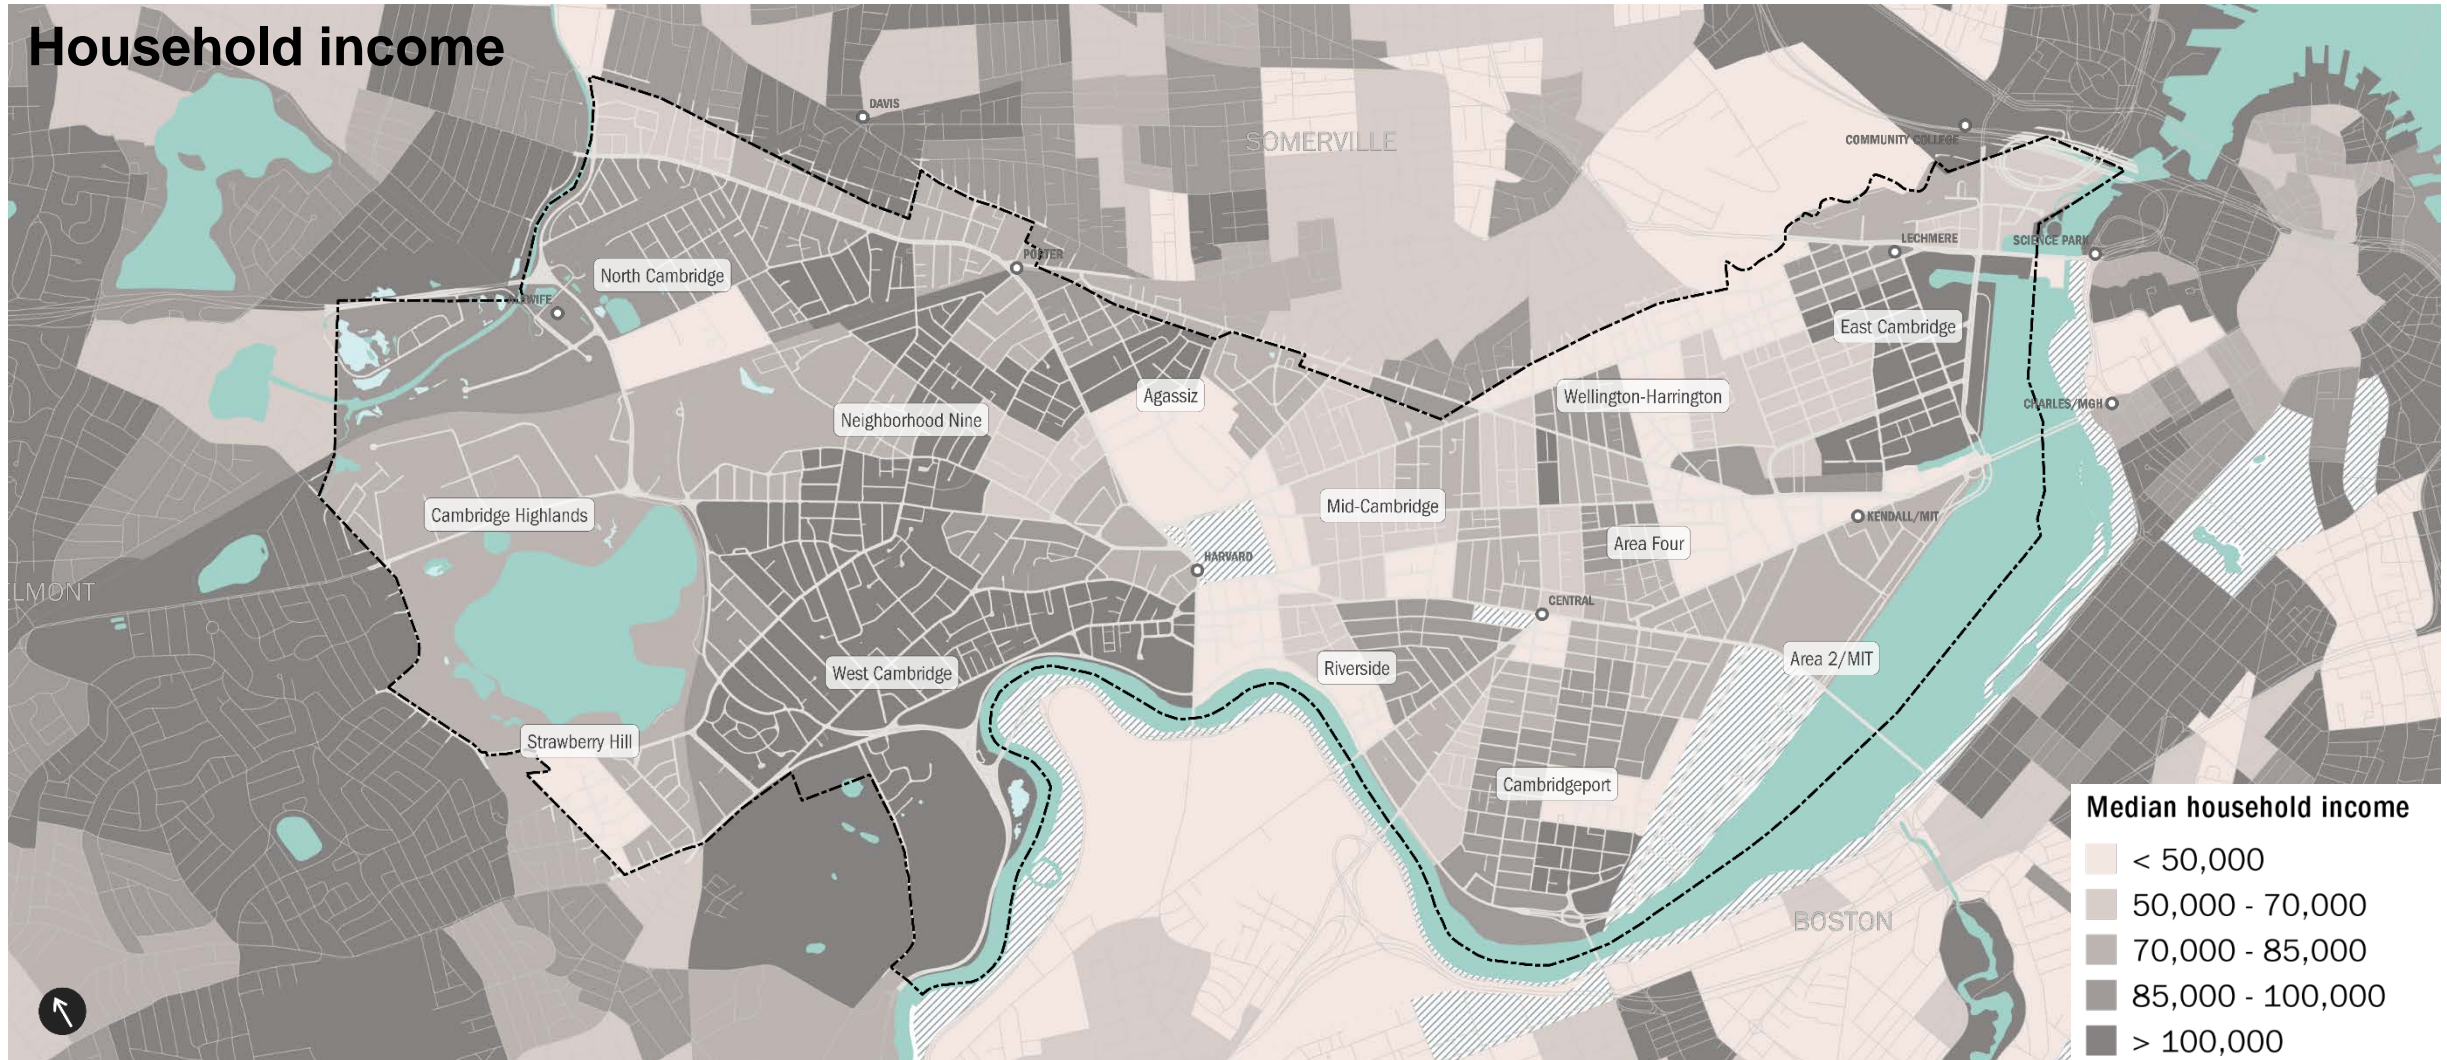 Household income
DAVIS
SOMERVILLE
COMMUNITY COLLEGE
LECHMERE
SCIENCE PARK
PORTER
North Cambridge
East Cambridge
Agassiz
Wellington-Harrington
CHARLES/MGH
Neighborhood Nine
Cambridge Highlands
Mid-Cambridge
KENDALL/MIT
Area Four
HARVARD
ELMONT
CENTRAL
West Cambridge
Riverside
Area 2/MIT
Strawberry Hill
Cambridgeport
BOSTON
Median household income
< 50,000
50,000 - 70,000
70,000 - 85,000
85,000 - 100,000
> 100,000